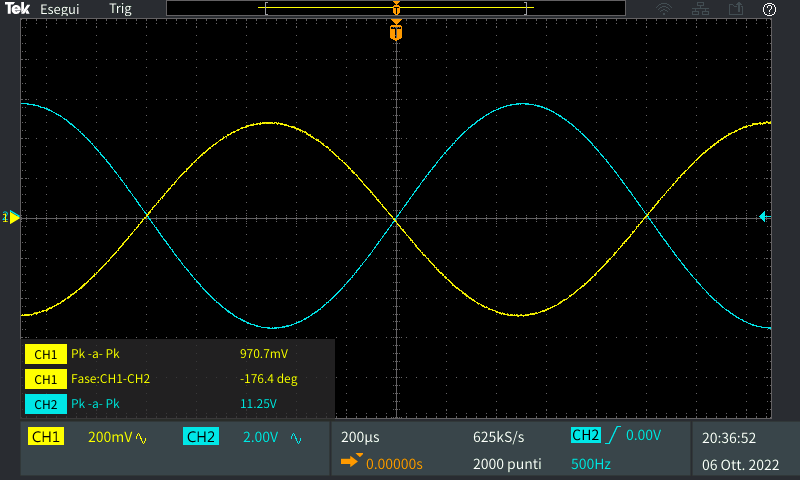 Tek Esegui Trig
T
T
CH1 Pk -a- Pk 970.7mV
CH1 Fase:CH1-CH2 -176.4 deg
CH2 Pk -a- Pk 11.25V
CH1 200mV CH2 2.00V 200µs 625kS/s CH2 0.00V 20:36:52
0.00000s 2000 punti 500Hz 06 Ott. 2022